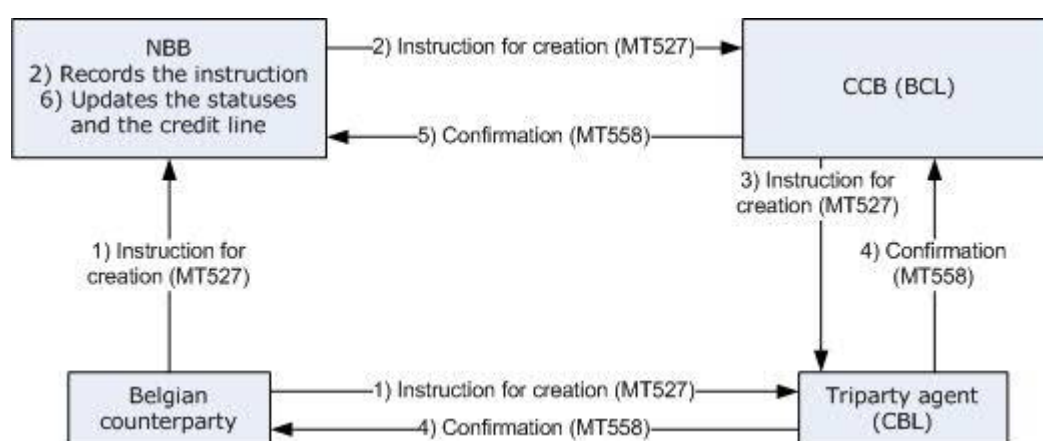 NBB
2) Records the instruction
6) Updates the statuses
and the credit line
2) Instruction for creation (MT527)
CCB (BCL)
5) Confirmation (MT558)
3) Instruction for
creation (MT527)
1) Instruction for
creation (MT527)
4) Confirmation
(MT558)
Belgian
counterparty
1) Instruction for creation (MT527)
4) Confirmation (MT558)
Triparty agent
(CBL)